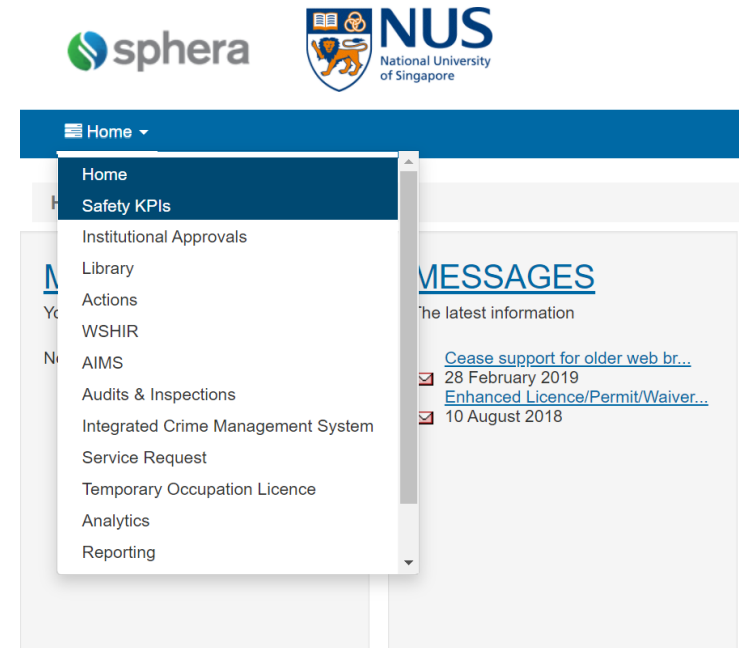 sphera
NUS
National University
of Singapore
Home
Home
Safety KPIs
Institutional Approvals
Library
Actions
WSHIR
AIMS
Audits & Inspections
Integrated Crime Management System
Service Request
Temporary Occupation Licence
Analytics
Reporting
MESSAGES
The latest information
Cease support for older web br...
28 February 2019
Enhanced Licence/Permit/Waiver...
10 August 2018